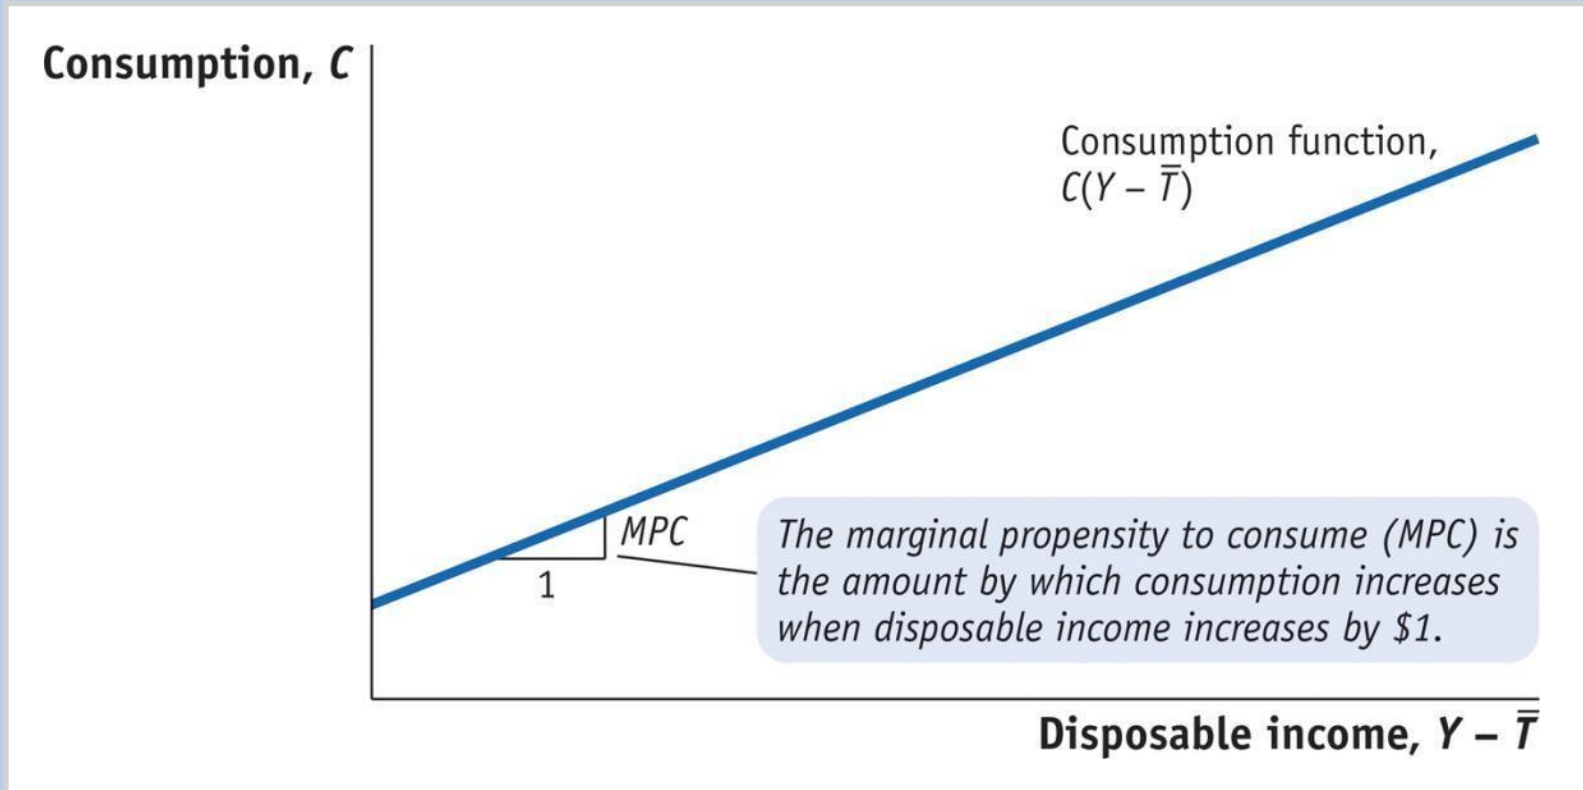 Consumption, C
Consumption function,
C(Y – T̅)
MPC
1
The marginal propensity to consume (MPC) is
the amount by which consumption increases
when disposable income increases by $1.
Disposable income, Y – T̅